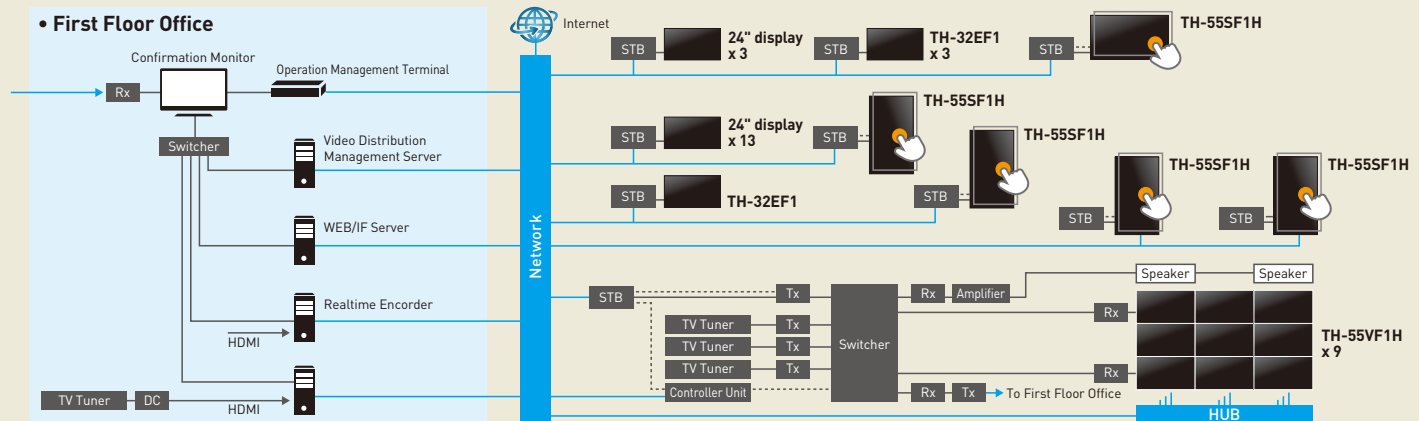 • First Floor Office
Confirmation Monitor
Operation Management Terminal
Rx
Switcher
Video Distribution
Management Server
WEB/IF Server
Realtime Encorder
HDMI
TV Tuner
DC
HDMI
Internet
Network
STB
24" display
x 3
STB
TH-32EF1
x 3
STB
TH-55SF1H
STB
24" display
x 13
STB
TH-55SF1H
STB
TH-32EF1
STB
TH-55SF1H
STB
TH-55SF1H
STB
TH-55SF1H
STB
Tx
TV Tuner
Tx
TV Tuner
Tx
TV Tuner
Tx
Controller Unit
Switcher
Rx
Amplifier
Speaker
Speaker
Rx
Rx
TH-55VF1H
x 9
Rx
Tx
To First Floor Office
HUB